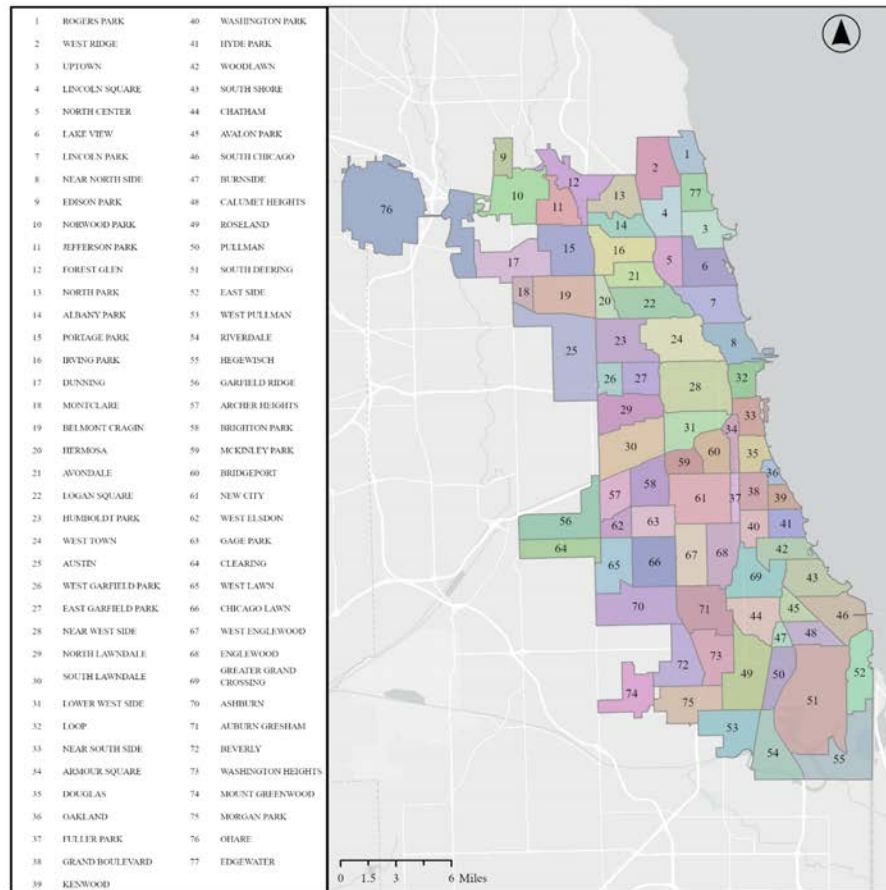 1 ROGERS PARK 40 WASHINGTON PARK
2 WEST RIDGE 41 HYDE PARK
3 UPTOWN 42 WOODLAWN
4 LINCOLN SQUARE 43 SOUTH SHORE
5 NORTH CENTER 44 CHATHAM
6 LAKE VIEW 45 AVALON PARK
7 LINCOLN PARK 46 SOUTH CHICAGO
8 NEAR NORTH SIDE 47 BURNSIDE
9 EDISON PARK 48 CALUMET HEIGHTS
10 NORWOOD PARK 49 ROSELAND
11 JEFFERSON PARK 50 PULLMAN
12 FOREST GLEN 51 SOUTH DEERING
13 NORTH PARK 52 EAST SIDE
14 ALBANY PARK 53 WEST PULLMAN
15 PORTAGE PARK 54 RIVERDALE
16 IRVING PARK 55 HEGEWISCH
17 DUNNING 56 GARFIELD RIDGE
18 MONTCLARE 57 ARCHER HEIGHTS
19 BELMONT CRAGIN 58 BRIGHTON PARK
20 HERMOSA 59 MCKINLEY PARK
21 AVONDALE 60 BRIDGEPORT
22 LOGAN SQUARE 61 NEW CITY
23 HUMBOLDT PARK 62 WEST ELSDON
24 WEST TOWN 63 GAGE PARK
25 AUSTIN 64 CLEARING
26 WEST GARFIELD PARK 65 WEST LAWN
27 EAST GARFIELD PARK 66 CHICAGO LAWN
28 NEAR WEST SIDE 67 WEST ENGLEWOOD
29 NORTH LAWNDALE 68 ENGLEWOOD
30 SOUTH LAWNDALE 69 GREATER GRAND
CROSSING
31 LOWER WEST SIDE 70 ASHBURN
32 LOOP 71 AUBURN GRESHAM
33 NEAR SOUTH SIDE 72 BEVERLY
34 ARMOUR SQUARE 73 WASHINGTON HEIGHTS
35 DOUGLAS 74 MOUNT GREENWOOD
36 OAKLAND 75 MORGAN PARK
37 FULLER PARK 76 OHARE
38 GRAND BOULEVARD 77 EDGEWATER
39 KENWOOD
9 2 1
12
76 10 11 13 77
4
14 3
15 16 5 6
17 21
18 19 20 22 7
25 23 24 8
26 27 28 32
29 33
30 31 34
59 60 35
36
57 58 61 37 38 39
56 62 63 40 41
64 65 66 67 68 42
69 43
70 71 44 45 46
47 48
72 73 49 50 51 52
74 75
53 54 55
0 1.5 3 6 Miles